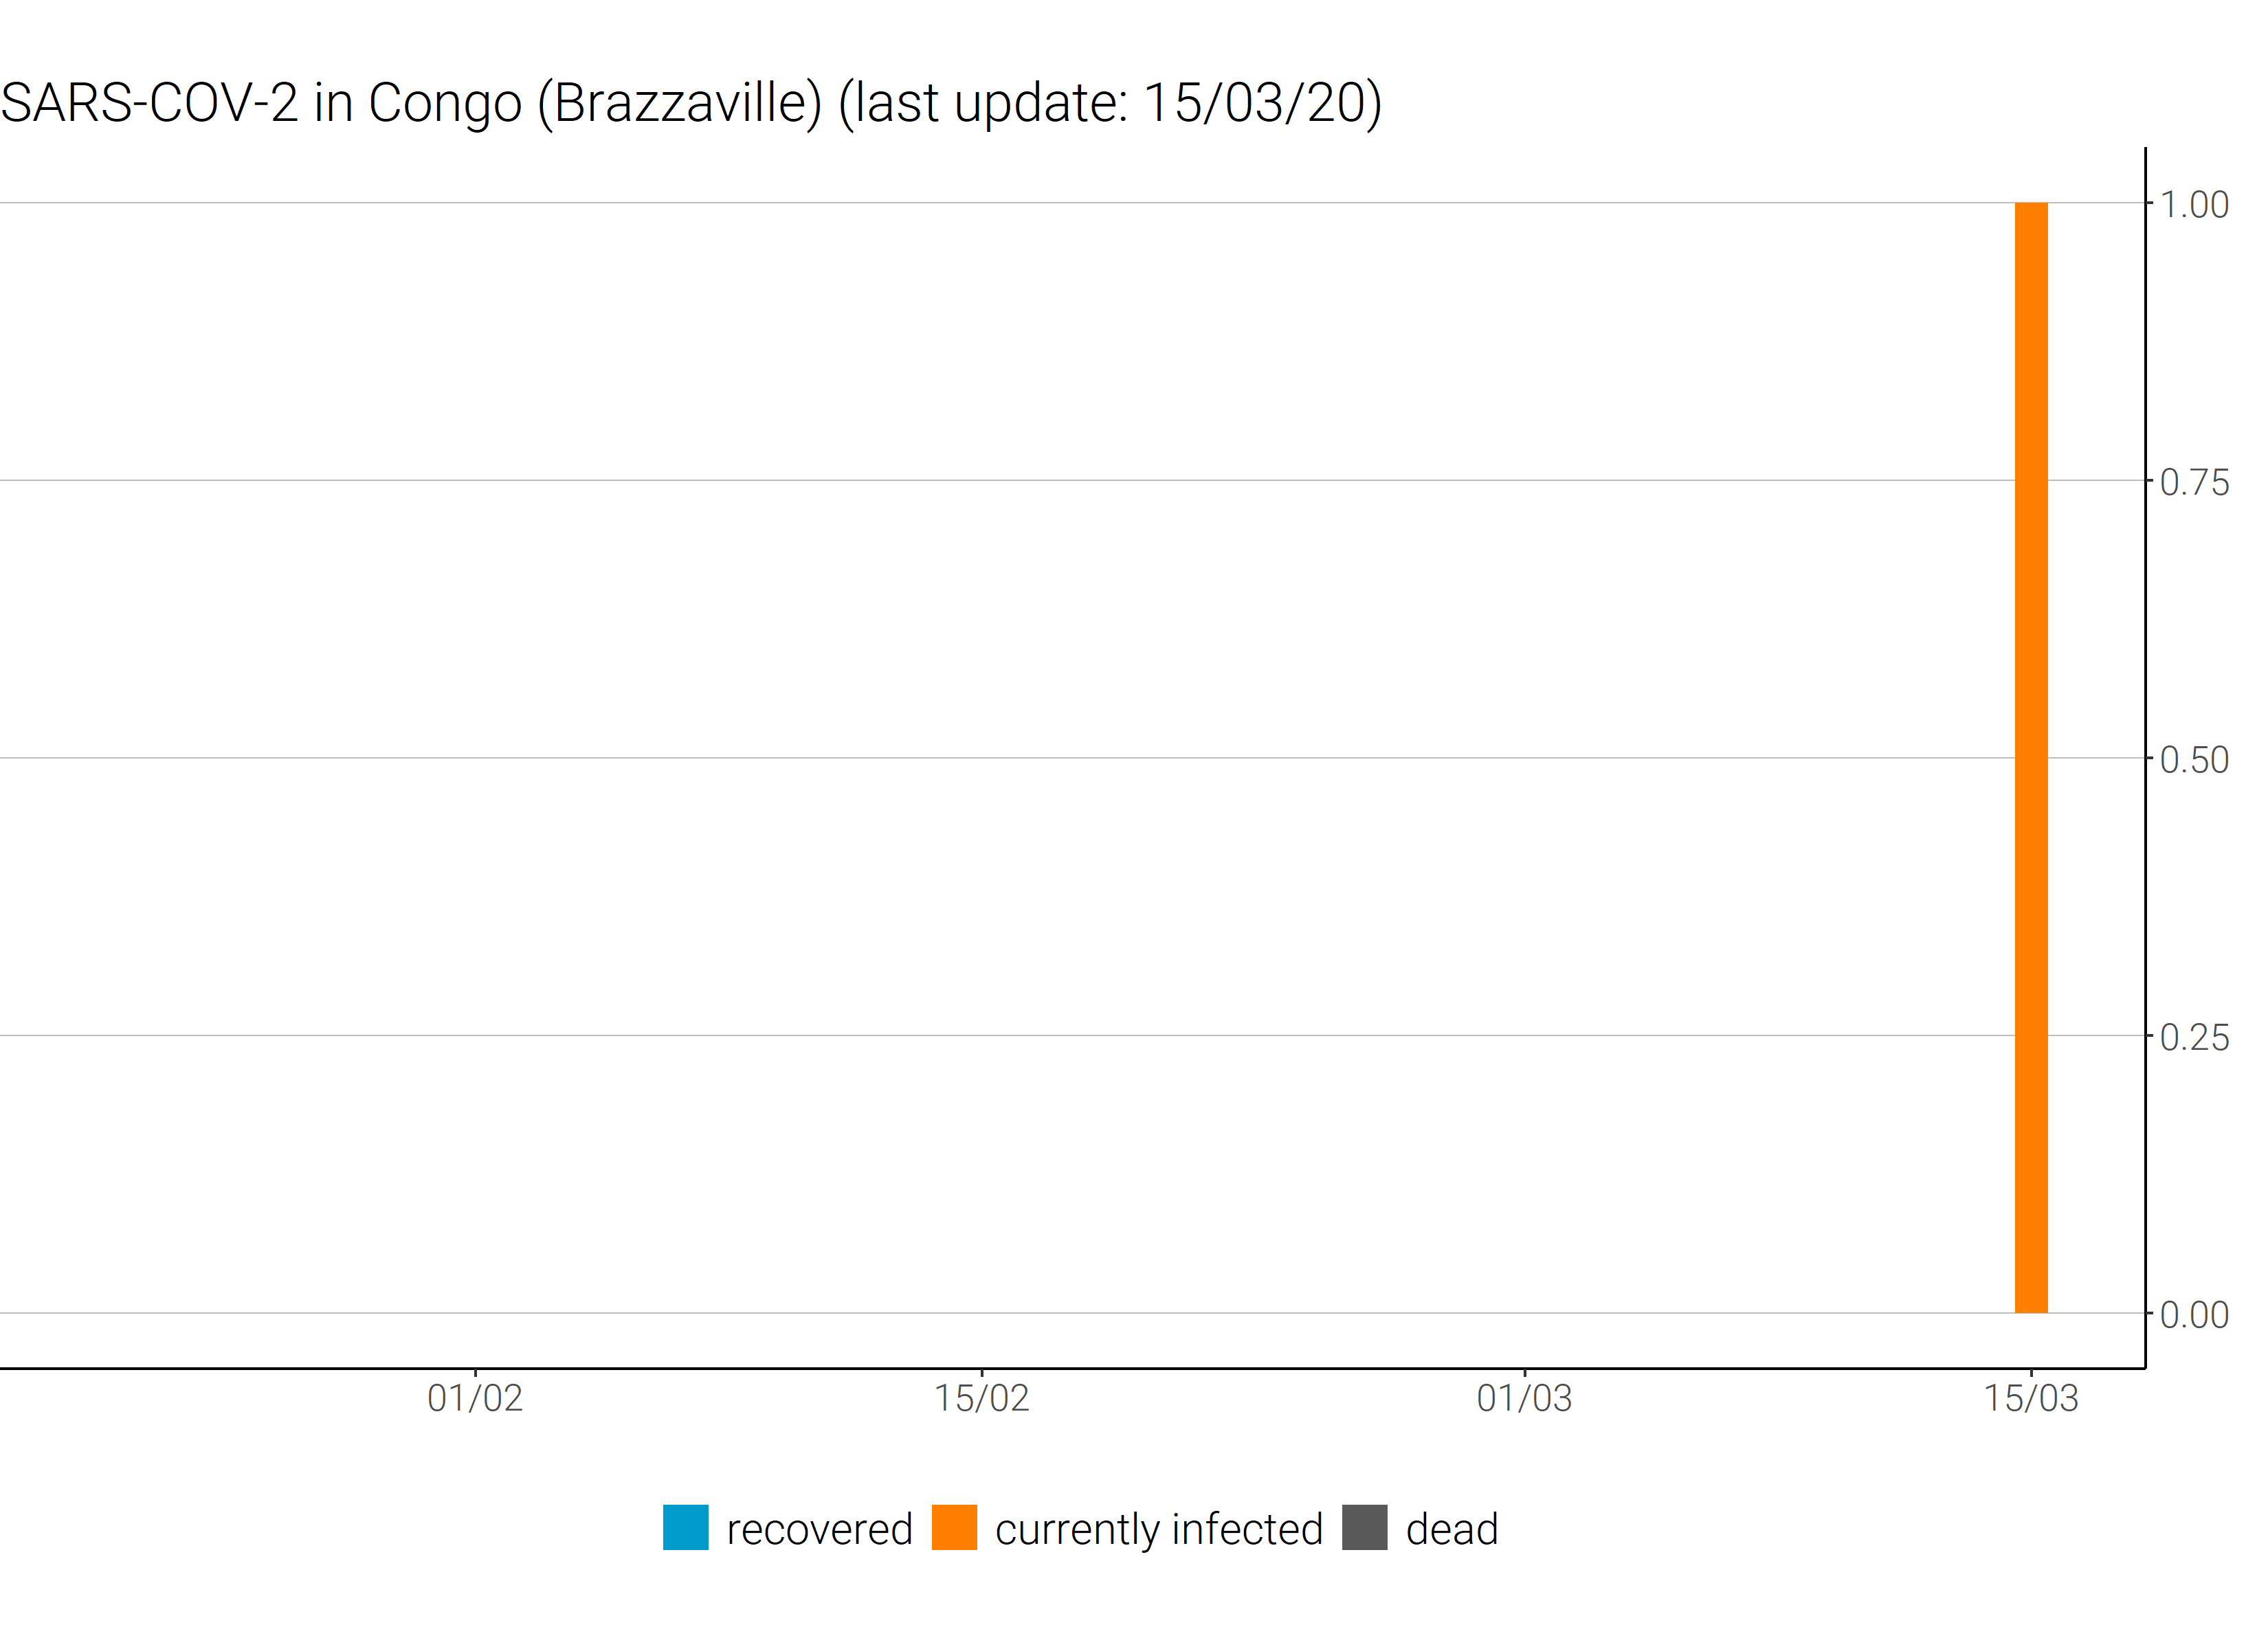 SARS-COV-2 in Congo (Brazzaville) (last update: 15/03/20)
1.00
0.75
0.50
0.25
0.00
01/02 15/02 01/03 15/03
recovered currently infected dead